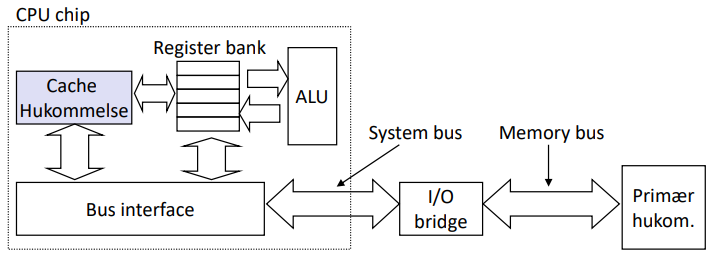 CPU chip
Register bank
Cache
Hukommelse
ALU
System bus
Memory bus
Bus interface
I/O
bridge
Primær
hukom.